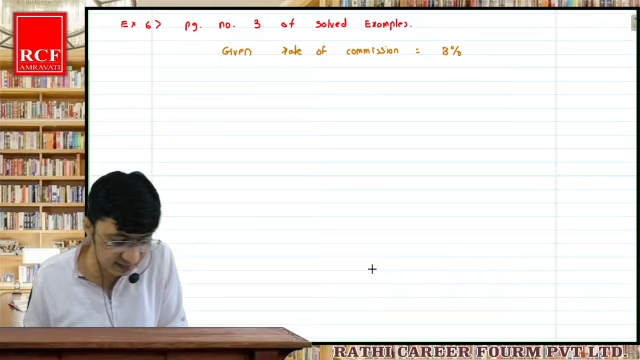 RCF
AMRAVATI
Ex 6> pg. no. 3 of Solved Examples.
Given rate of commission = 8%
RATHI CAREER FOURM PVT LTD